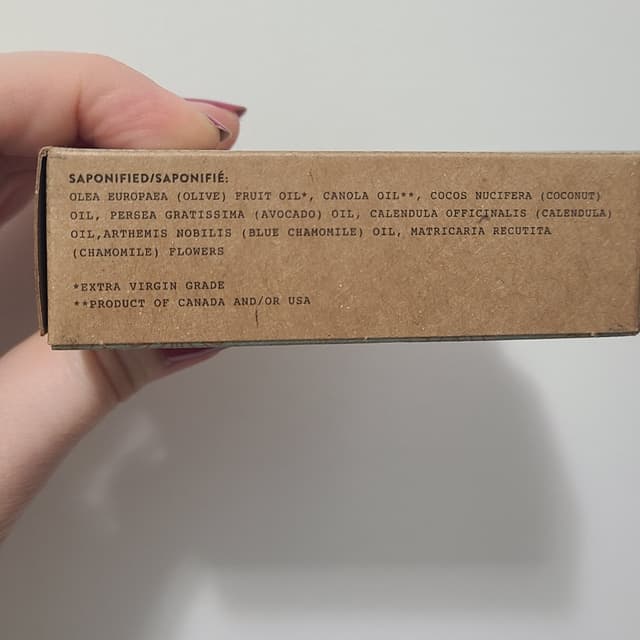 SAPONIFIED/SAPONIFIÉ:
OLEA EUROPAEA (OLIVE) FRUIT OIL*, CANOLA OIL**, COCOS NUCIFERA (COCONUT)
OIL, PERSEA GRATISSIMA (AVOCADO) OIL, CALENDULA OFFICINALIS (CALENDULA)
OIL,ARTHEMIS NOBILIS (BLUE CHAMOMILE) OIL, MATRICARIA RECUTITA
(CHAMOMILE) FLOWERS
*EXTRA VIRGIN GRADE
**PRODUCT OF CANADA AND/OR USA